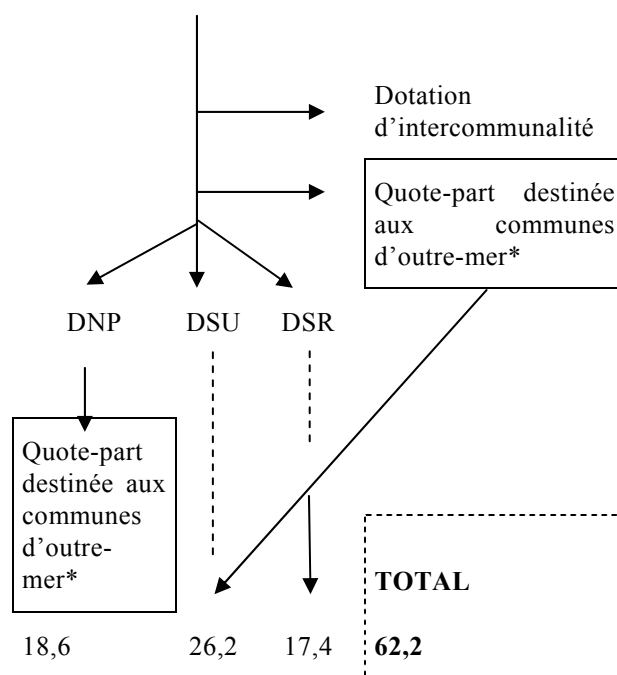 Dotation
d’intercommunalité
Quote-part destinée
aux communes
d’outre-mer*
DNP DSU DSR
Quote-part
destinée aux
communes
d’outre-
mer*
TOTAL
18,6 26,2 17,4 62,2